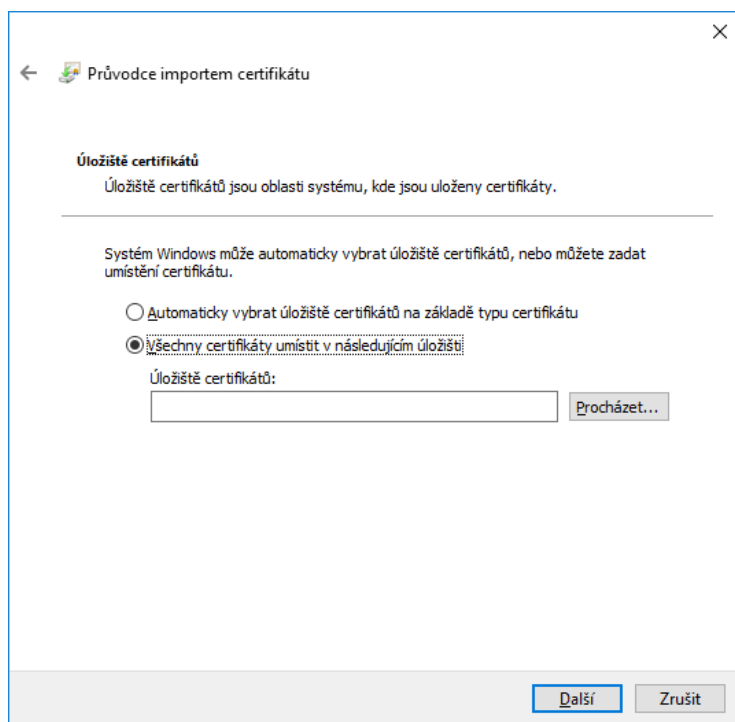 Průvodce importem certifikátu
Úložiště certifikátů
Úložiště certifikátů jsou oblasti systému, kde jsou uloženy certifikáty.
Systém Windows může automaticky vybrat úložiště certifikátů, nebo můžete zadat
umístění certifikátu.
Automaticky vybrat úložiště certifikátů na základě typu certifikátu
Všechny certifikáty umístit v následujícím úložišti
Úložiště certifikátů:
Procházet...
Další
Zrušit